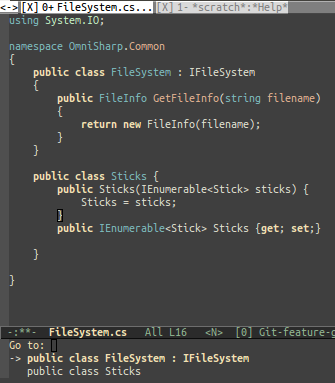 <-> [X] 0+ FileSystem.cs... [X] 1- *scratch*:*Help*
using System.IO;
namespace OmniSharp.Common
{
public class FileSystem : IFileSystem
{
public FileInfo GetFileInfo(string filename)
{
return new FileInfo(filename);
}
}
public class Sticks {
public Sticks(IEnumerable<Stick> sticks) {
Sticks = sticks;
}
public IEnumerable<Stick> Sticks {get; set;}
}
}
-:**- FileSystem.cs All L16 <N> [0] Git-feature-g
Go to:
-> public class FileSystem : IFileSystem
public class Sticks